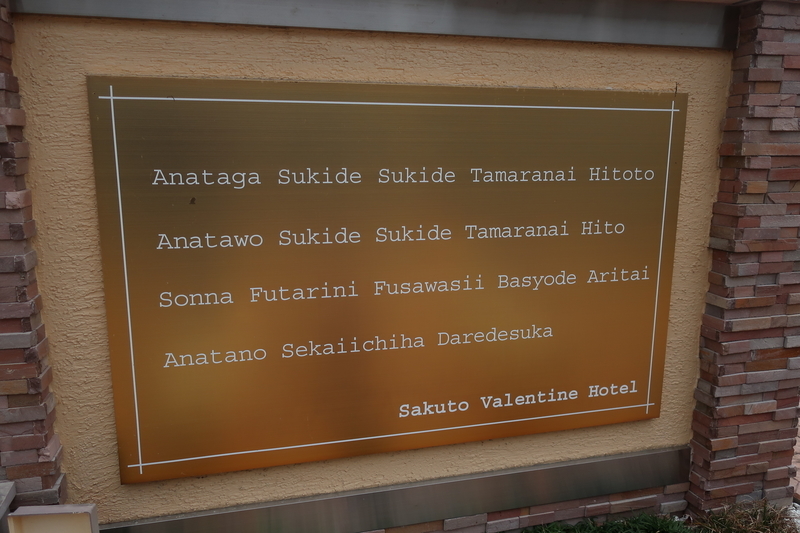 Anataga Sukide Sukide Tamaranai Hitoto
Anatawo Sukide Sukide Tamaranai Hito
Sonna Futarini Fusawasii Basyode Aritai
Anatano Sekaiichiha Daredesuka
Sakuto Valentine Hotel